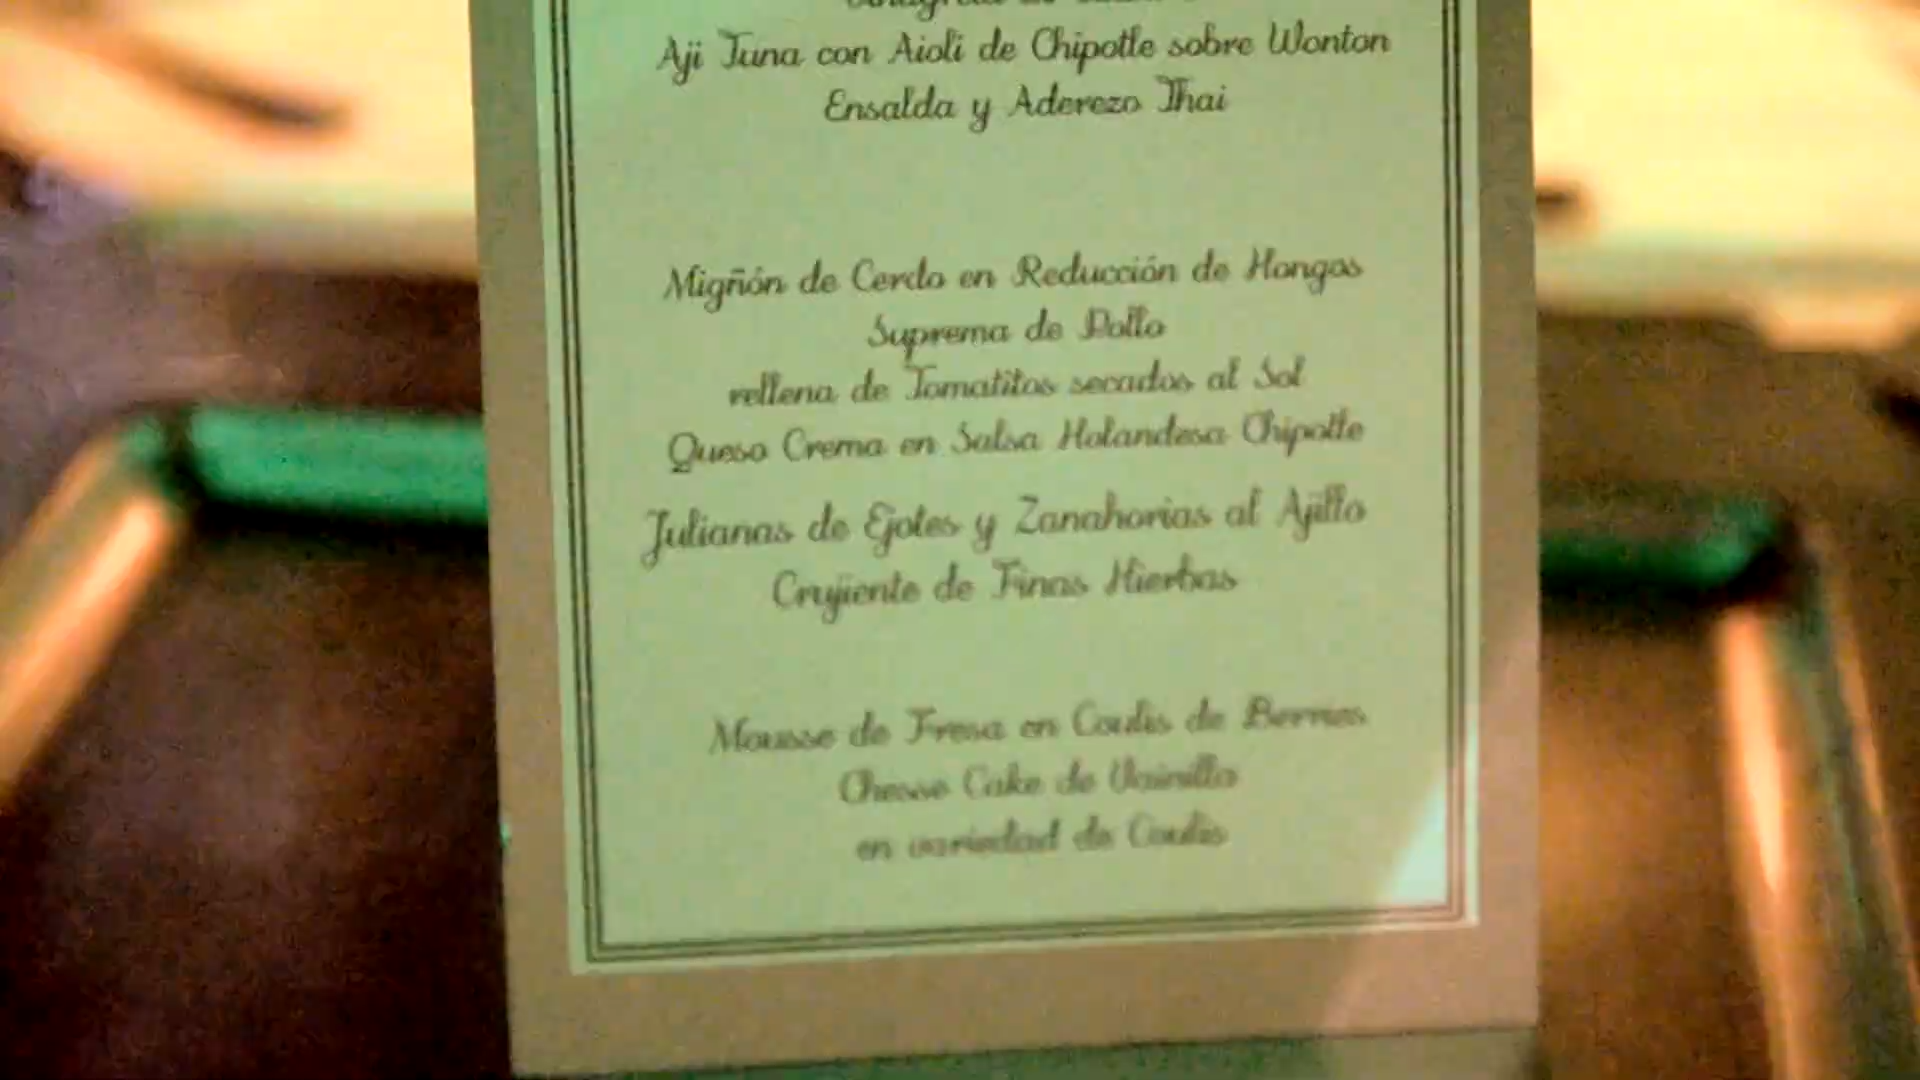 Aji Tuna con Aioli de Chipotle sobre Wonton
Ensalda y Aderezo Thai
Migñón de Cerdo en Reducción de Hongos
Suprema de Pollo
rellena de Tomatitos secados al Sol
Queso Crema en Salsa Holandesa Chipotle
Julianas de Ejotes y Zanahorias al Ajillo
Crujiente de Finas Hierbas
Mousse de Fresa en Coulis de Berries
Chesse Cake de Vainilla
en variedad de Coulis